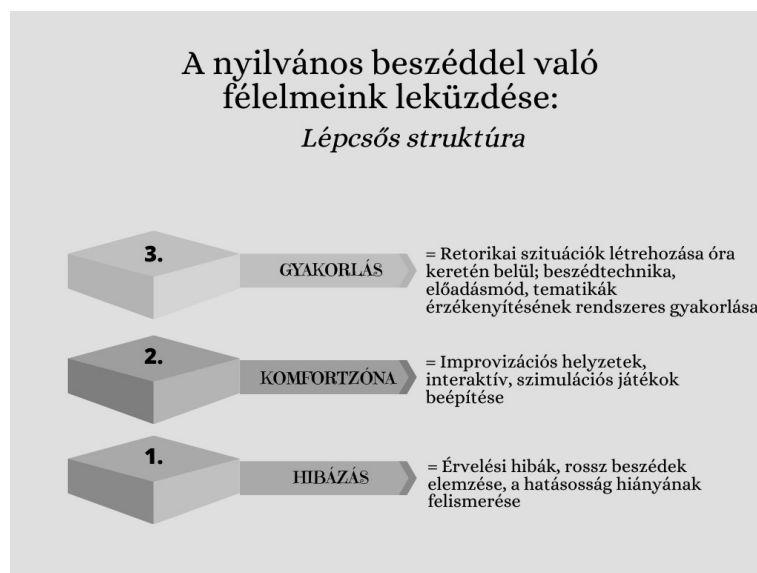 A nyilvános beszéddel való
félelmeink leküzdése:
Lépcsős struktúra
3.
GYAKORLÁS
= Retorikai szituációk létrehozása óra
keretén belül; beszédtechnika,
előadásmód, tematikák
érzékenyítésének rendszeres gyakorlása
2.
KOMFORTZÓNA
= Improvizációs helyzetek,
interaktív, szimulációs játékok
beépítése
1.
HIBÁZÁS
= Érvelési hibák, rossz beszédek
elemzése, a hatásosság hiányának
felismerése